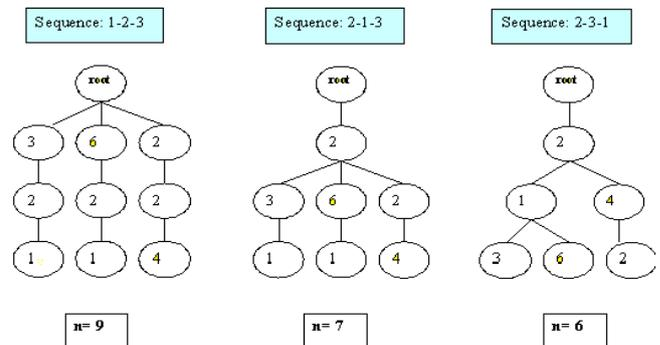 Sequence: 1-2-3
Sequence: 2-1-3
Sequence: 2-3-1
root
root
root
3 6 2
2
2
2 2 2
3 6 2
1 4
1 1 4
1 1 4
3 6 2
n= 9
n= 7
n= 6